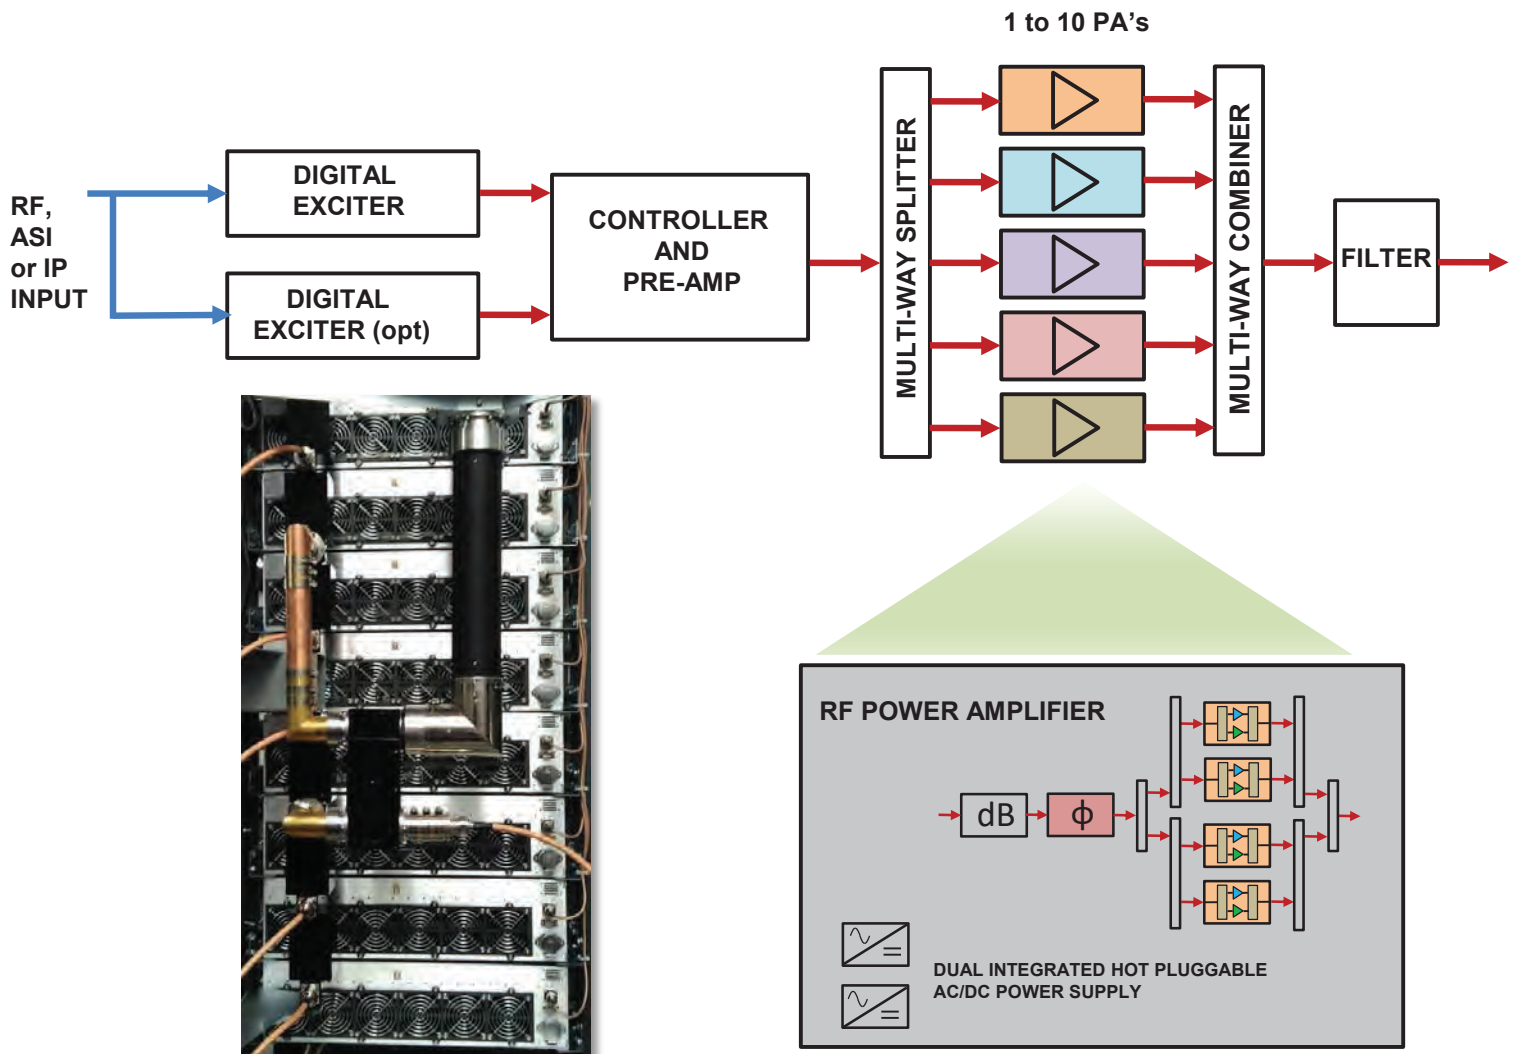 1 to 10 PA's
RF,
ASI
or IP
INPUT
DIGITAL
EXCITER
DIGITAL
EXCITER (opt)
CONTROLLER
AND
PRE-AMP
MULTI-WAY SPLITTER
MULTI-WAY COMBINER
FILTER
RF POWER AMPLIFIER
dB
ϕ
DUAL INTEGRATED HOT PLUGGABLE
AC/DC POWER SUPPLY